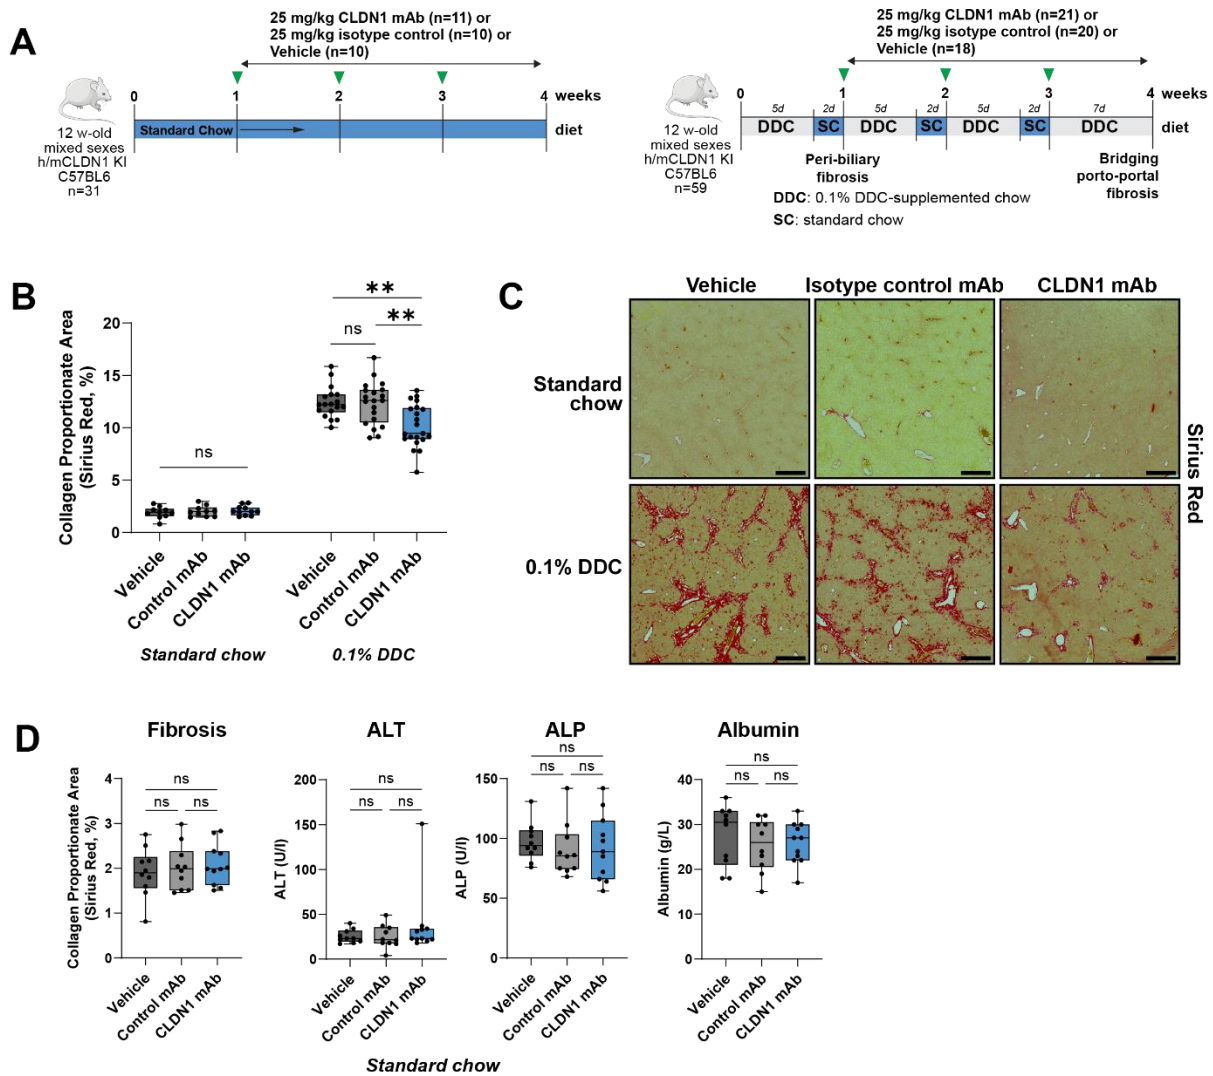 A
25 mg/kg CLDN1 mAb (n=11) or
25 mg/kg isotype control (n=10) or
Vehicle (n=10)
0 1 2 3 4 weeks
Standard Chow
diet
12 w-old
mixed sexes
h/mCLDN1 KI
C57BL6
n=31
25 mg/kg CLDN1 mAb (n=21) or
25 mg/kg isotype control (n=20) or
Vehicle (n=18)
0 1 2 3 4 weeks
5d 2d 5d 2d 5d 2d 7d
DDC SC DDC SC DDC SC DDC diet
12 w-old
mixed sexes
h/mCLDN1 KI
C57BL6
n=59
Peri-biliary
fibrosis
Bridging
porto-portal
fibrosis
DDC: 0.1% DDC-supplemented chow
SC: standard chow
B
Collagen Proportionate Area
(Sirius Red, %)
20
15
10
5
0
ns
ns
**
**
Vehicle
Control mAb
CLDN1 mAb
Vehicle
Control mAb
CLDN1 mAb
Standard chow
0.1% DDC
C
Vehicle
Isotype control mAb
CLDN1 mAb
Standard
chow
0.1% DDC
Sirius Red
D
Fibrosis
Collagen Proportionate Area
(Sirius Red, %)
4
3
2
1
0
ns
ns
ns
Vehicle
Control mAb
CLDN1 mAb
ALT
ALT (U/l)
200
150
100
50
0
ns
ns
ns
Vehicle
Control mAb
CLDN1 mAb
ALP
ALP (U/l)
150
100
50
0
ns
ns
ns
Vehicle
Control mAb
CLDN1 mAb
Albumin
Albumin (g/L)
40
30
20
10
0
ns
ns
ns
Vehicle
Control mAb
CLDN1 mAb
Standard chow